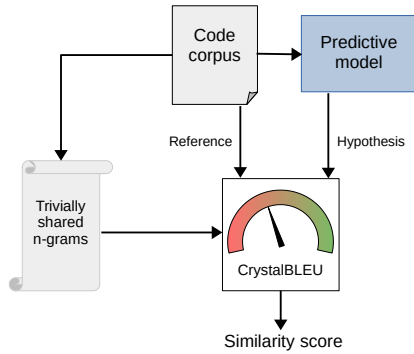 Code
corpus
Predictive
model
Reference
Hypothesis
Trivially
shared
n-grams
CrystalBLEU
Similarity score